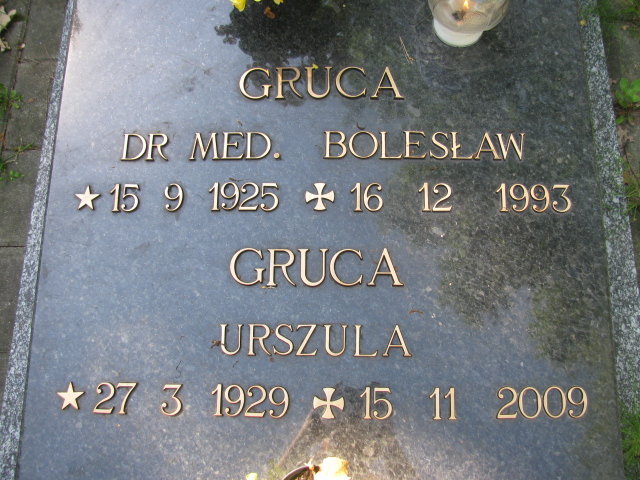 GRUCA
DR MED. BOLESŁAW
★ 15 9 1925 ✠ 16 12 1993
GRUCA
URSZULA
★ 27 3 1929 ✠ 15 11 2009